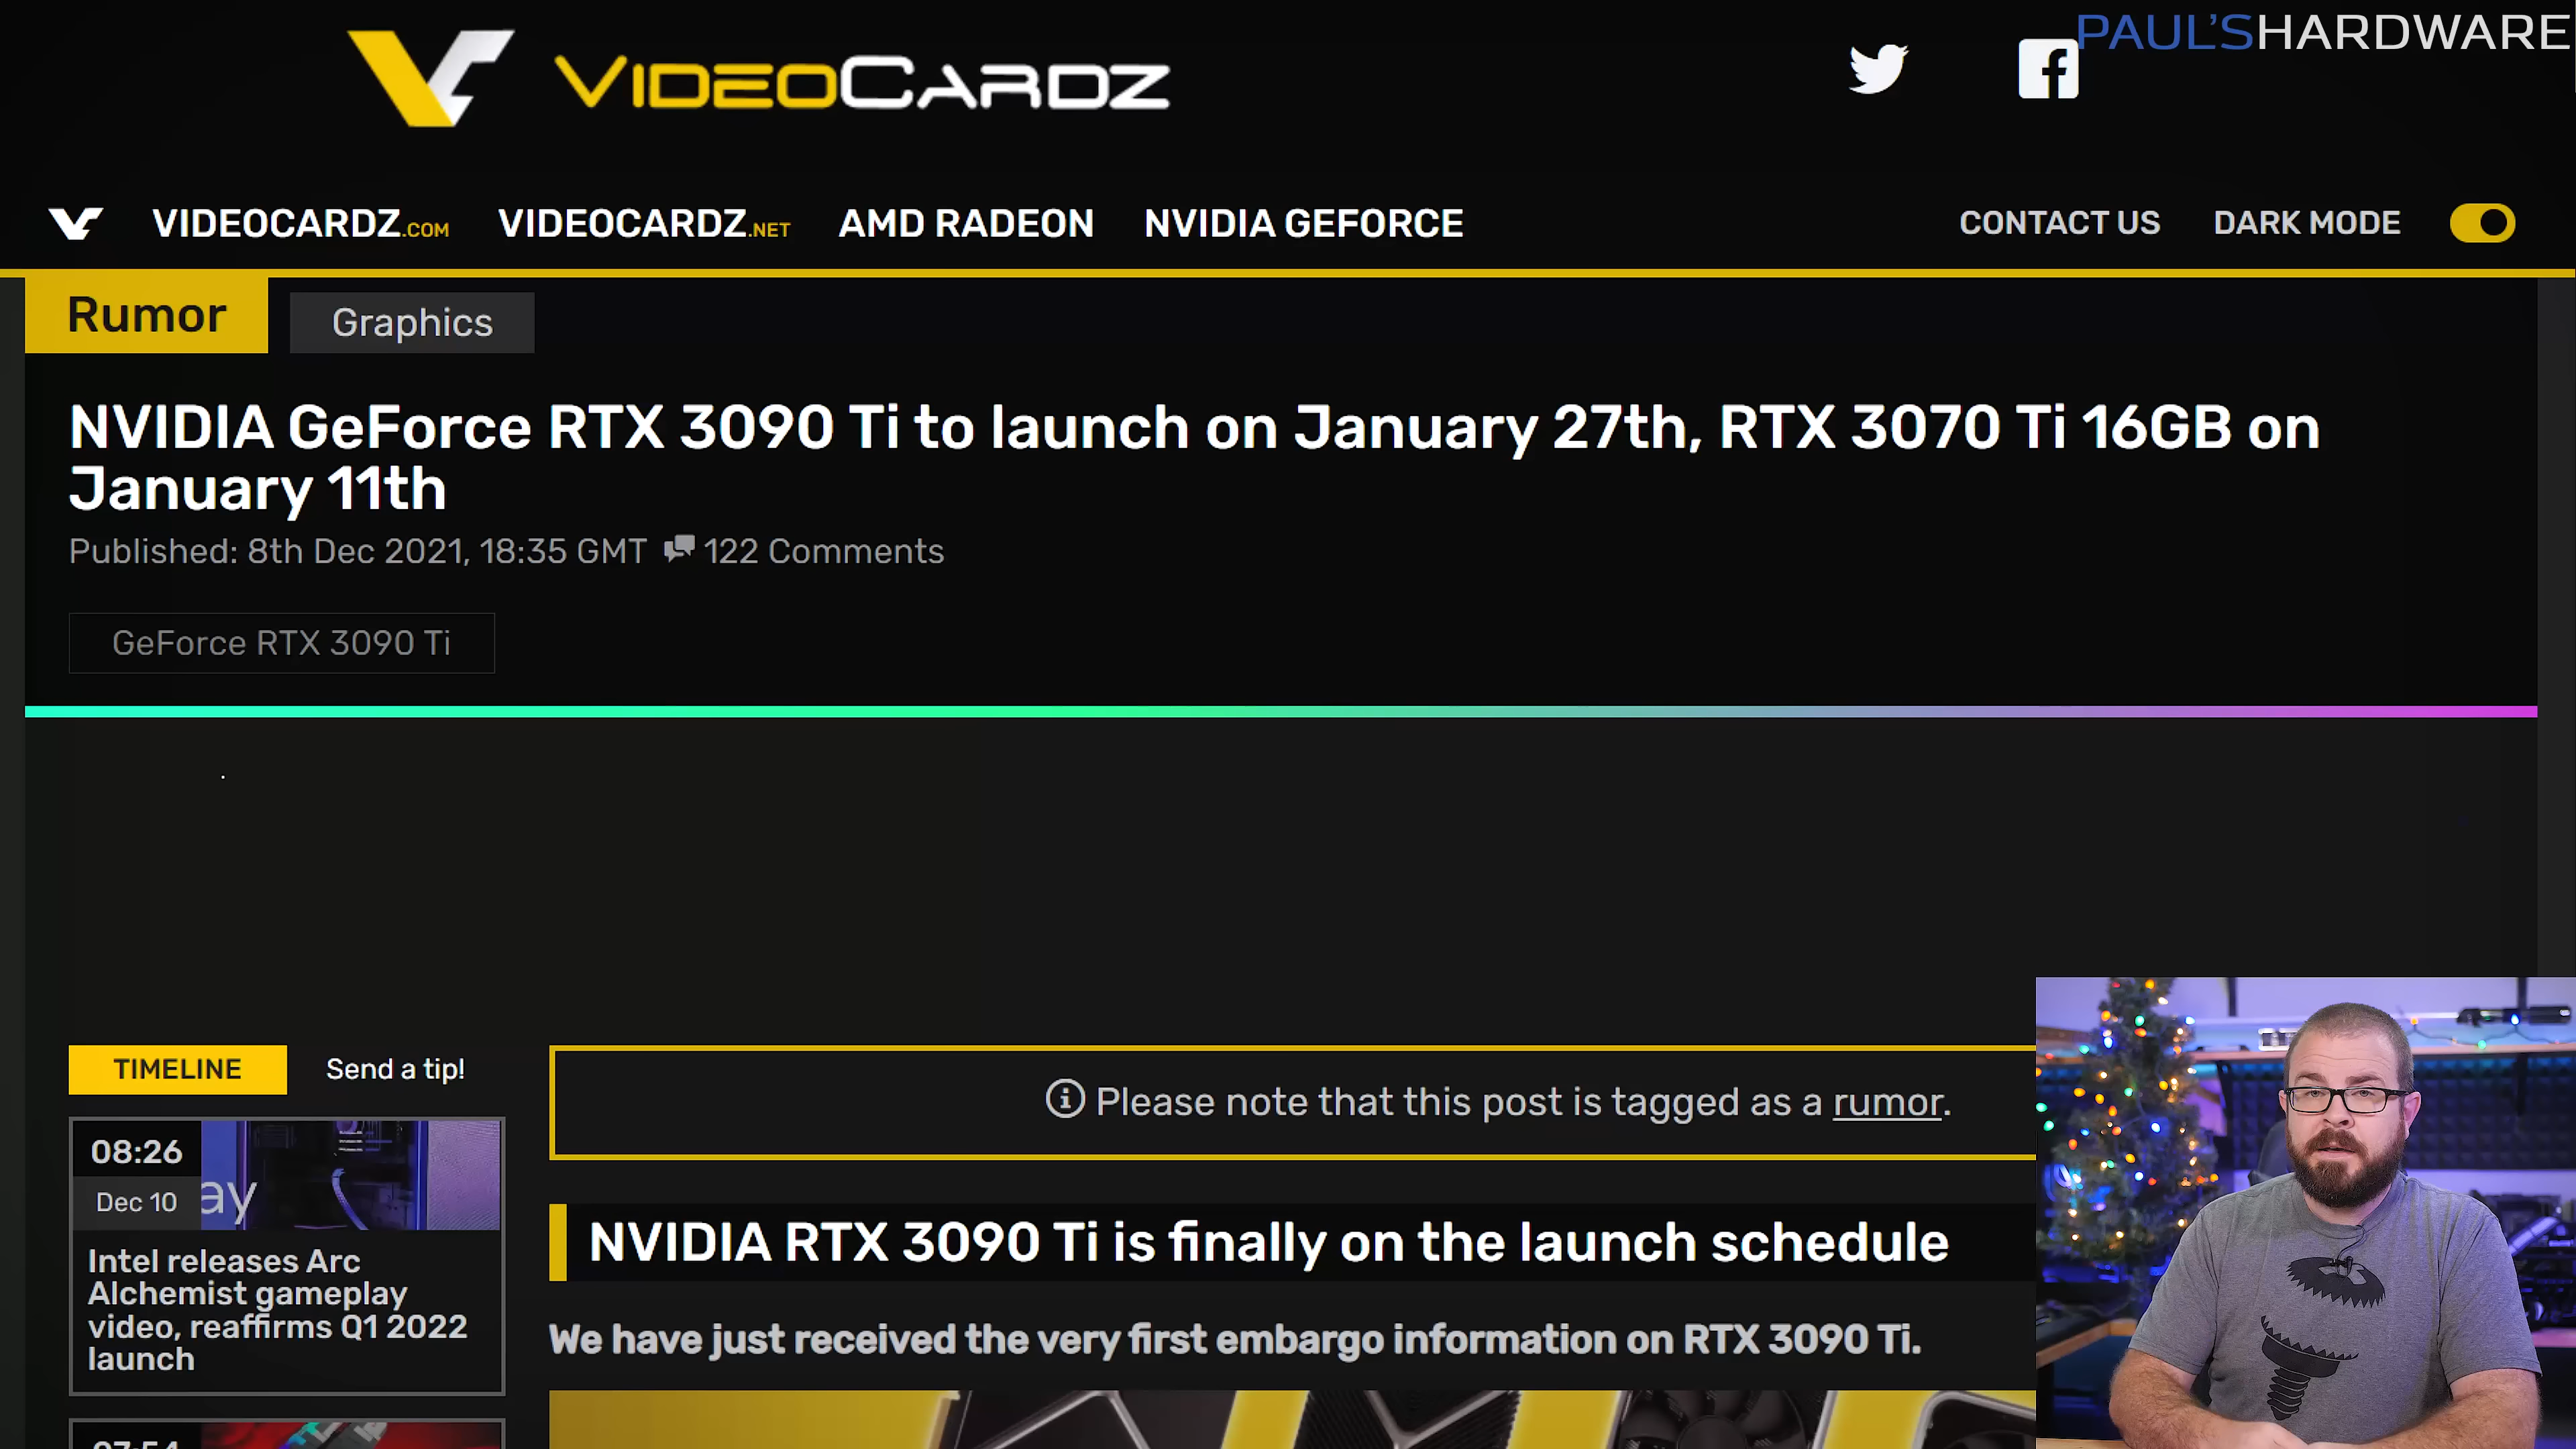 PAUL'SHARDWARE
VIDEOCARDZ
VIDEOCARDZ.COM VIDEOCARDZ.NET AMD RADEON NVIDIA GEFORCE CONTACT US DARK MODE
Rumor Graphics
NVIDIA GeForce RTX 3090 Ti to launch on January 27th, RTX 3070 Ti 16GB on
January 11th
Published: 8th Dec 2021, 18:35 GMT 122 Comments
GeForce RTX 3090 Ti
TIMELINE Send a tip!
Please note that this post is tagged as a rumor.
08:26
Dec 10 ay
Intel releases Arc
Alchemist gameplay
video, reaffirms Q1 2022
launch
NVIDIA RTX 3090 Ti is finally on the launch schedule
We have just received the very first embargo information on RTX 3090 Ti.